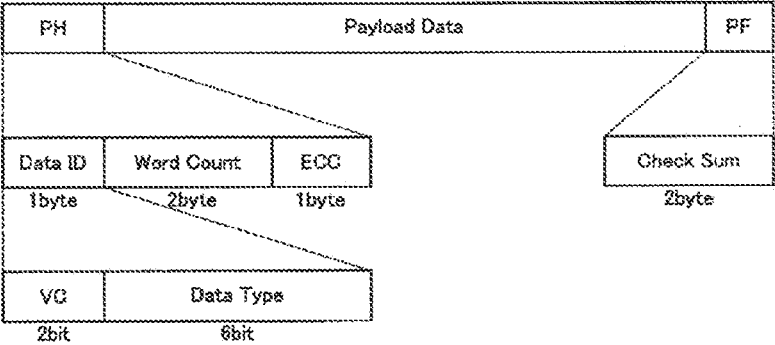 PH Payload Data PF
Data ID Word Count ECC Check Sum
1byte 2byte 1byte 2byte
VC Data Type
2bit 6bit